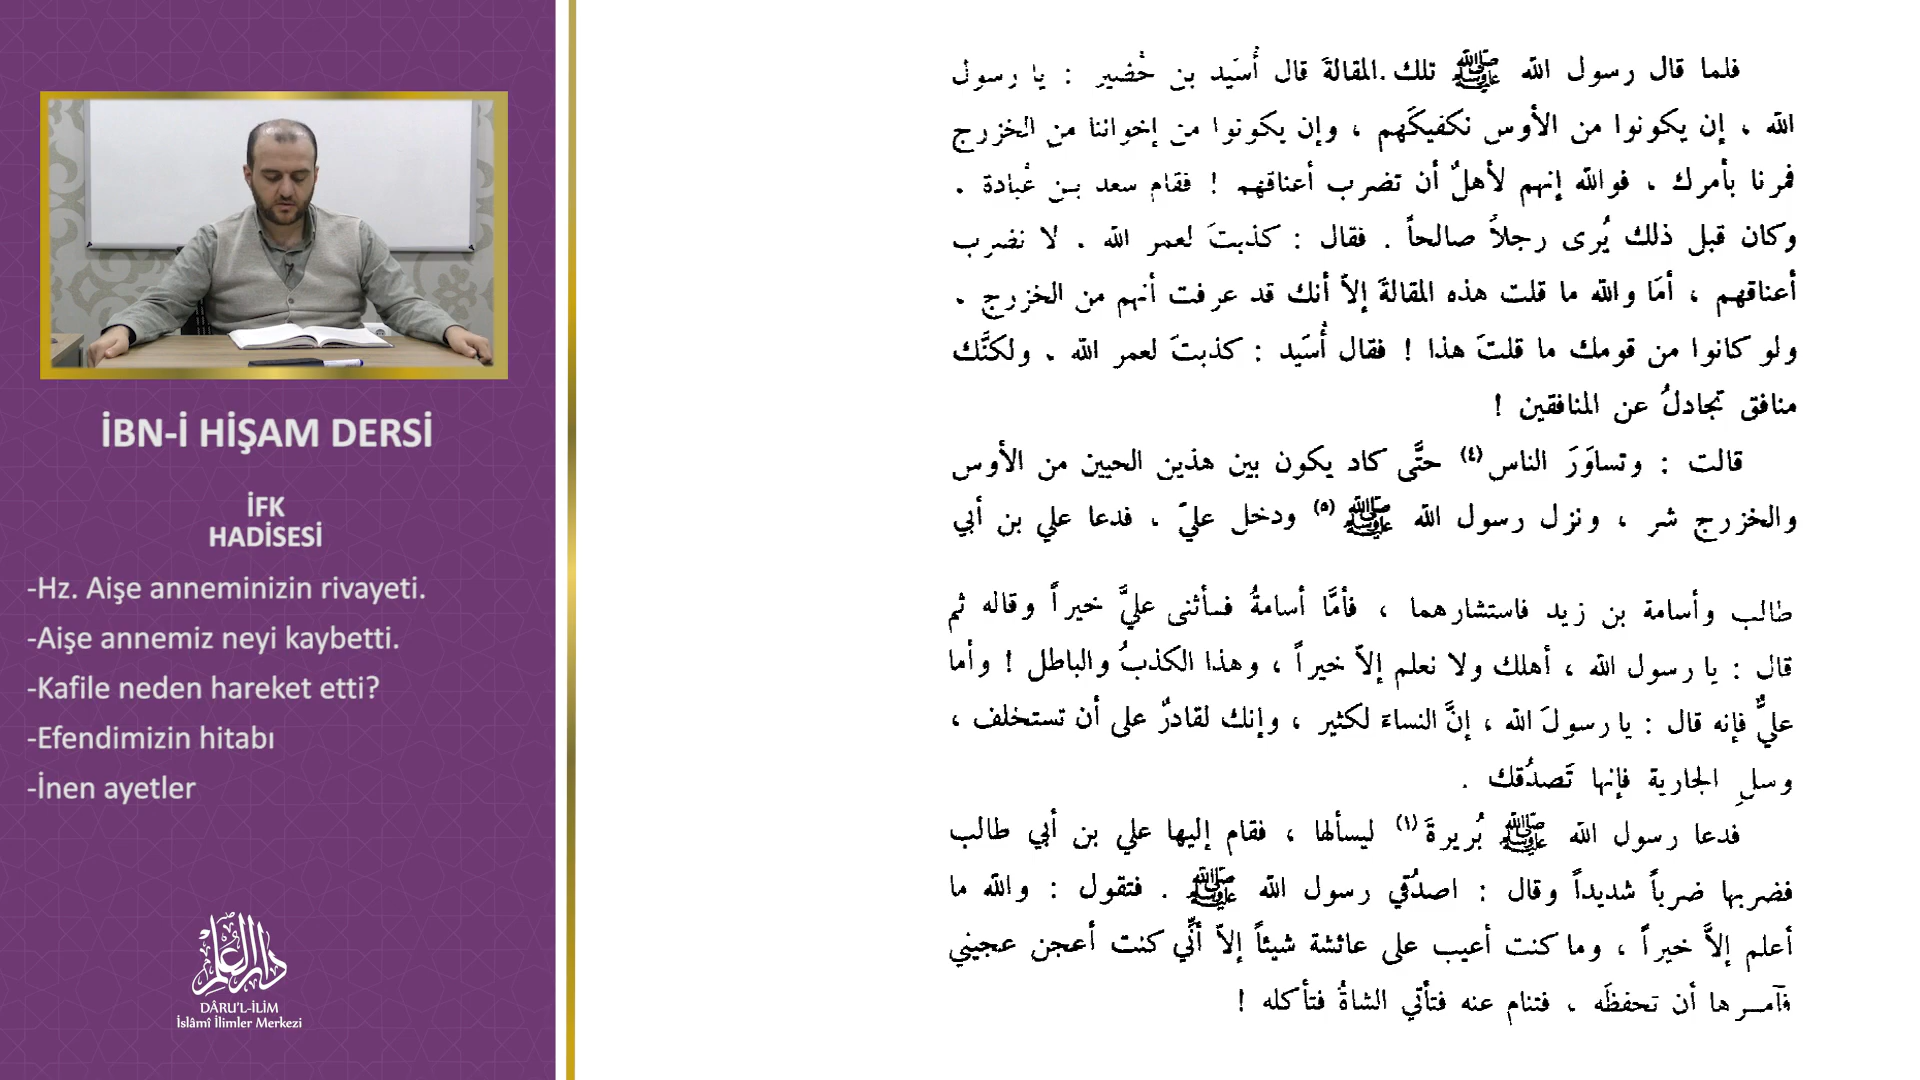 İBN-İ HİŞAM DERSİ
İFK
HADİSESİ
-Hz. Aişe anneminizin rivayeti.
-Aişe annemiz neyi kaybetti.
-Kafile neden hareket etti?
-Efendimizin hitabı
-İnen ayetler
دار العلم
DÂRU'L-İLİM
İslâmî İlimler Merkezi
فلما قال رسول الله ﷺ تلك المقالةَ قال أُسَيد بن حُضير : يا رسول
الله ، إن يكونوا من الأوس نكفيكَهم ، وإن يكونوا من إخواننا من الخزرج
فمرنا بأمرك ، فوالله إنهم لأهلٌ أن تضرب أعناقهم ! فقام سعد بن عُبادة .
وكان قبل ذلك يُرى رجلاً صالحاً . فقال : كذبتَ لعمر الله . لا نضرب
أعناقهم ، أمَا والله ما قلت هذه المقالةَ إلاّ أنك قد عرفت أنهم من الخزرج .
ولو كانوا من قومك ما قلتَ هذا ! فقال أُسَيد : كذبتَ لعمر الله . ولكنَّك
منافق تجادلُ عن المنافقين !
قالت : وتساوَرَ الناس (٤) حتَّى كاد يكون بين هذين الحيين من الأوس
والخزرج شر ، ونزل رسول الله ﷺ (٥) ودخل عليّ ، فدعا علي بن أبي
طالب وأسامة بن زيد فاستشارهما ، فأمَّا أسامةُ فسأثنى عليَّ خيراً وقاله ثم
قال : يا رسول الله ، أهلك ولا نعلم إلاّ خيراً ، وهذا الكذبُ والباطل ! وأما
عليٌّ فإنه قال : يا رسولَ الله ، إنَّ النساءَ لكثير ، وإنك لقادرٌ على أن تستخلف ،
وسلِ الجارية فإنها تَصدُقك .
فدعا رسول الله ﷺ بُريرةَ (١) ليسألها ، فقام إليها علي بن أبي طالب
فضربها ضرباً شديداً وقال : اصدُقي رسول الله ﷺ . فتقول : والله ما
أعلم إلاَّ خيراً ، وما كنت أعيب على عائشة شيئاً إلاّ أنِّي كنت أعجن عجيني
فآمـرها أن تحفظَه ، فتنام عنه فتأتي الشاةُ فتأكله !